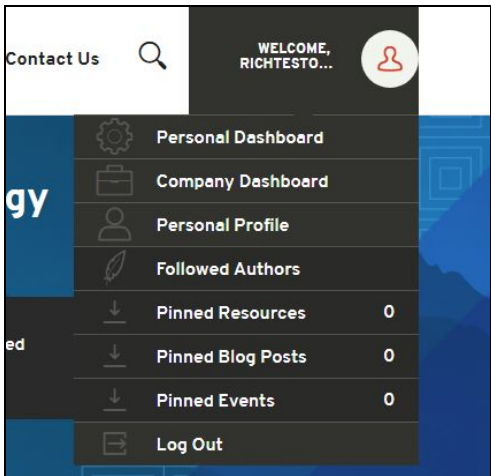 Contact Us
WELCOME,
RICHTESTO...
Personal Dashboard
gy
Company Dashboard
Personal Profile
Followed Authors
Pinned Resources 0
ed
Pinned Blog Posts 0
Pinned Events 0
Log Out